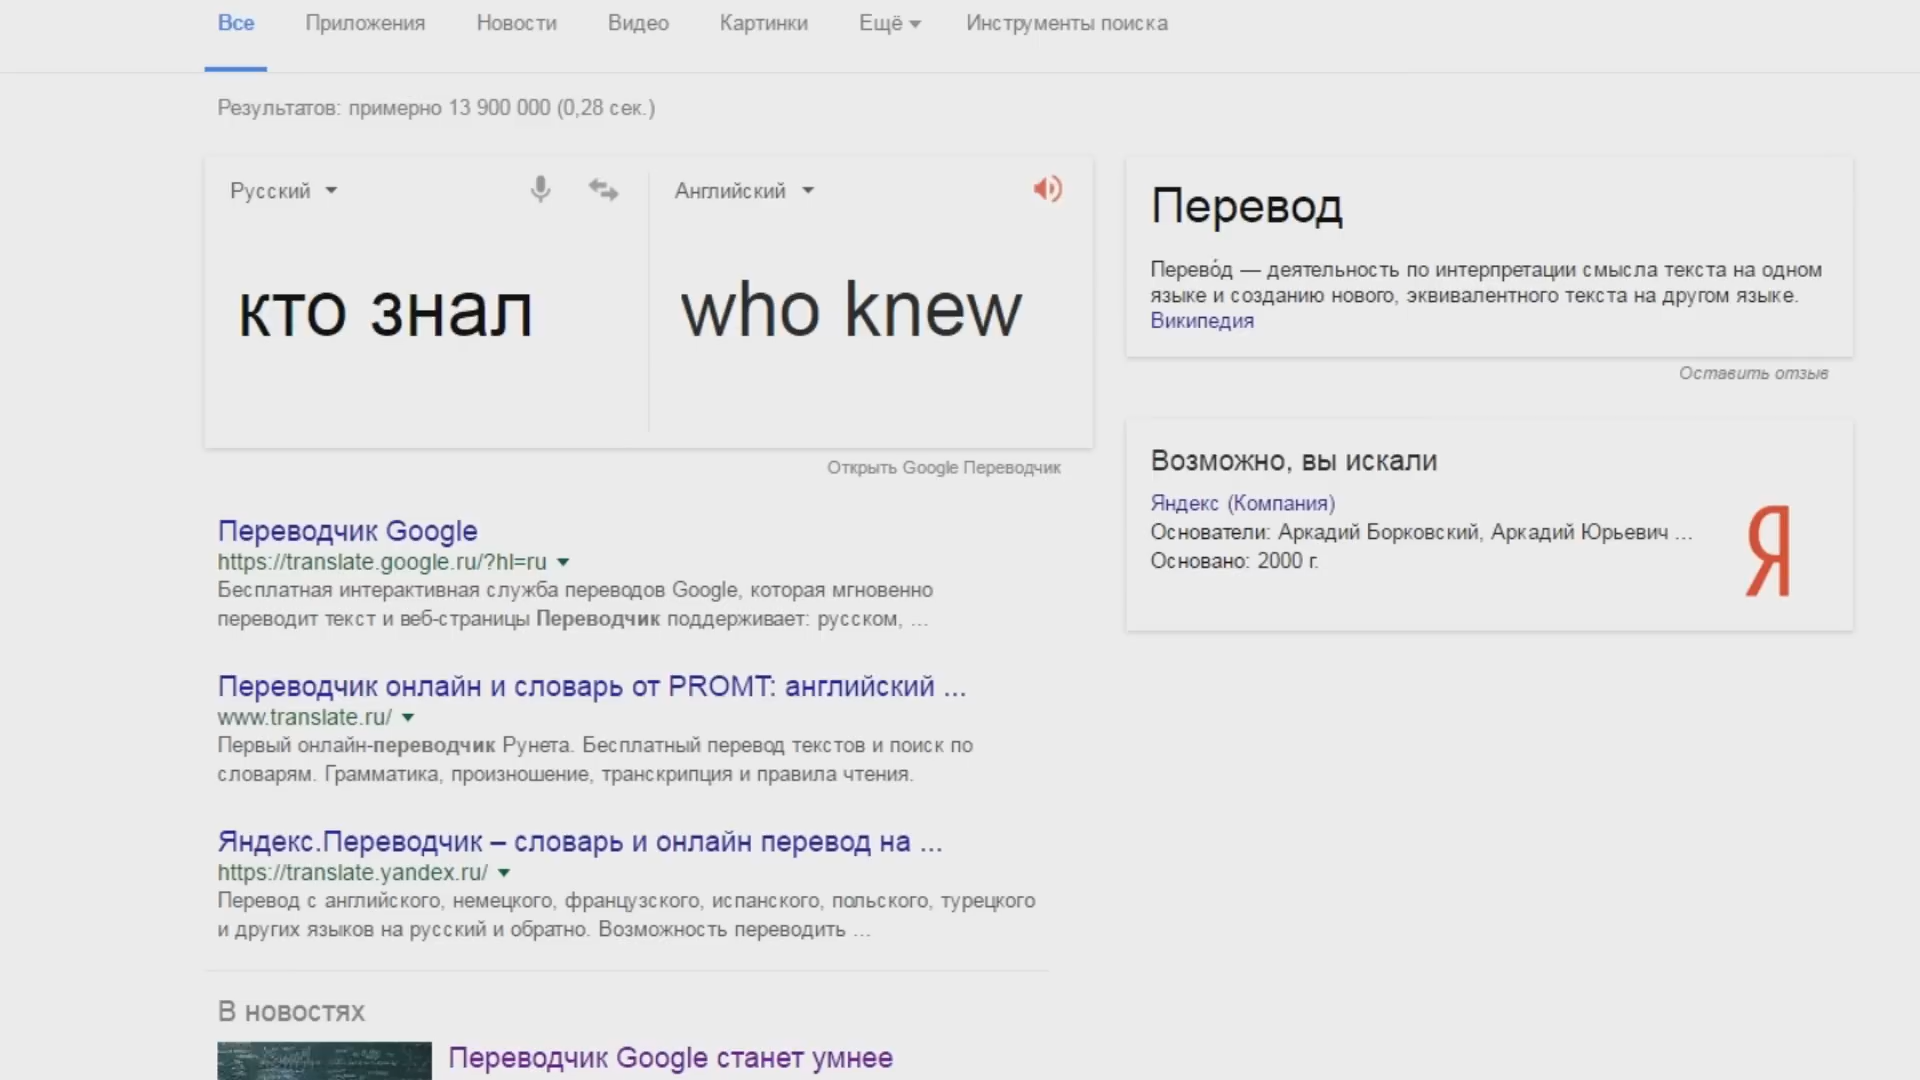 Все Приложения Новости Видео Картинки Ещё Инструменты поиска
Результатов: примерно 13 900 000 (0,28 сек.)
Русский Английский
кто знал who knew
Открыть Google Переводчик
Переводчик Google
https://translate.google.ru/?hl=ru
Бесплатная интерактивная служба переводов Google, которая мгновенно
переводит текст и веб-страницы Переводчик поддерживает: русском, ...
Переводчик онлайн и словарь от PROMT: английский ...
www.translate.ru/
Первый онлайн-переводчик Рунета. Бесплатный перевод текстов и поиск по
словарям. Грамматика, произношение, транскрипция и правила чтения.
Яндекс.Переводчик – словарь и онлайн перевод на ...
https://translate.yandex.ru/
Перевод с английского, немецкого, французского, испанского, польского, турецкого
и других языков на русский и обратно. Возможность переводить ...
В новостях
Переводчик Google станет умнее
Перевод
Перево́д — деятельность по интерпретации смысла текста на одном
языке и созданию нового, эквивалентного текста на другом языке.
Википедия
Оставить отзыв
Возможно, вы искали
Яндекс (Компания)
Основатели: Аркадий Борковский, Аркадий Юрьевич ...
Основано: 2000 г.
Я